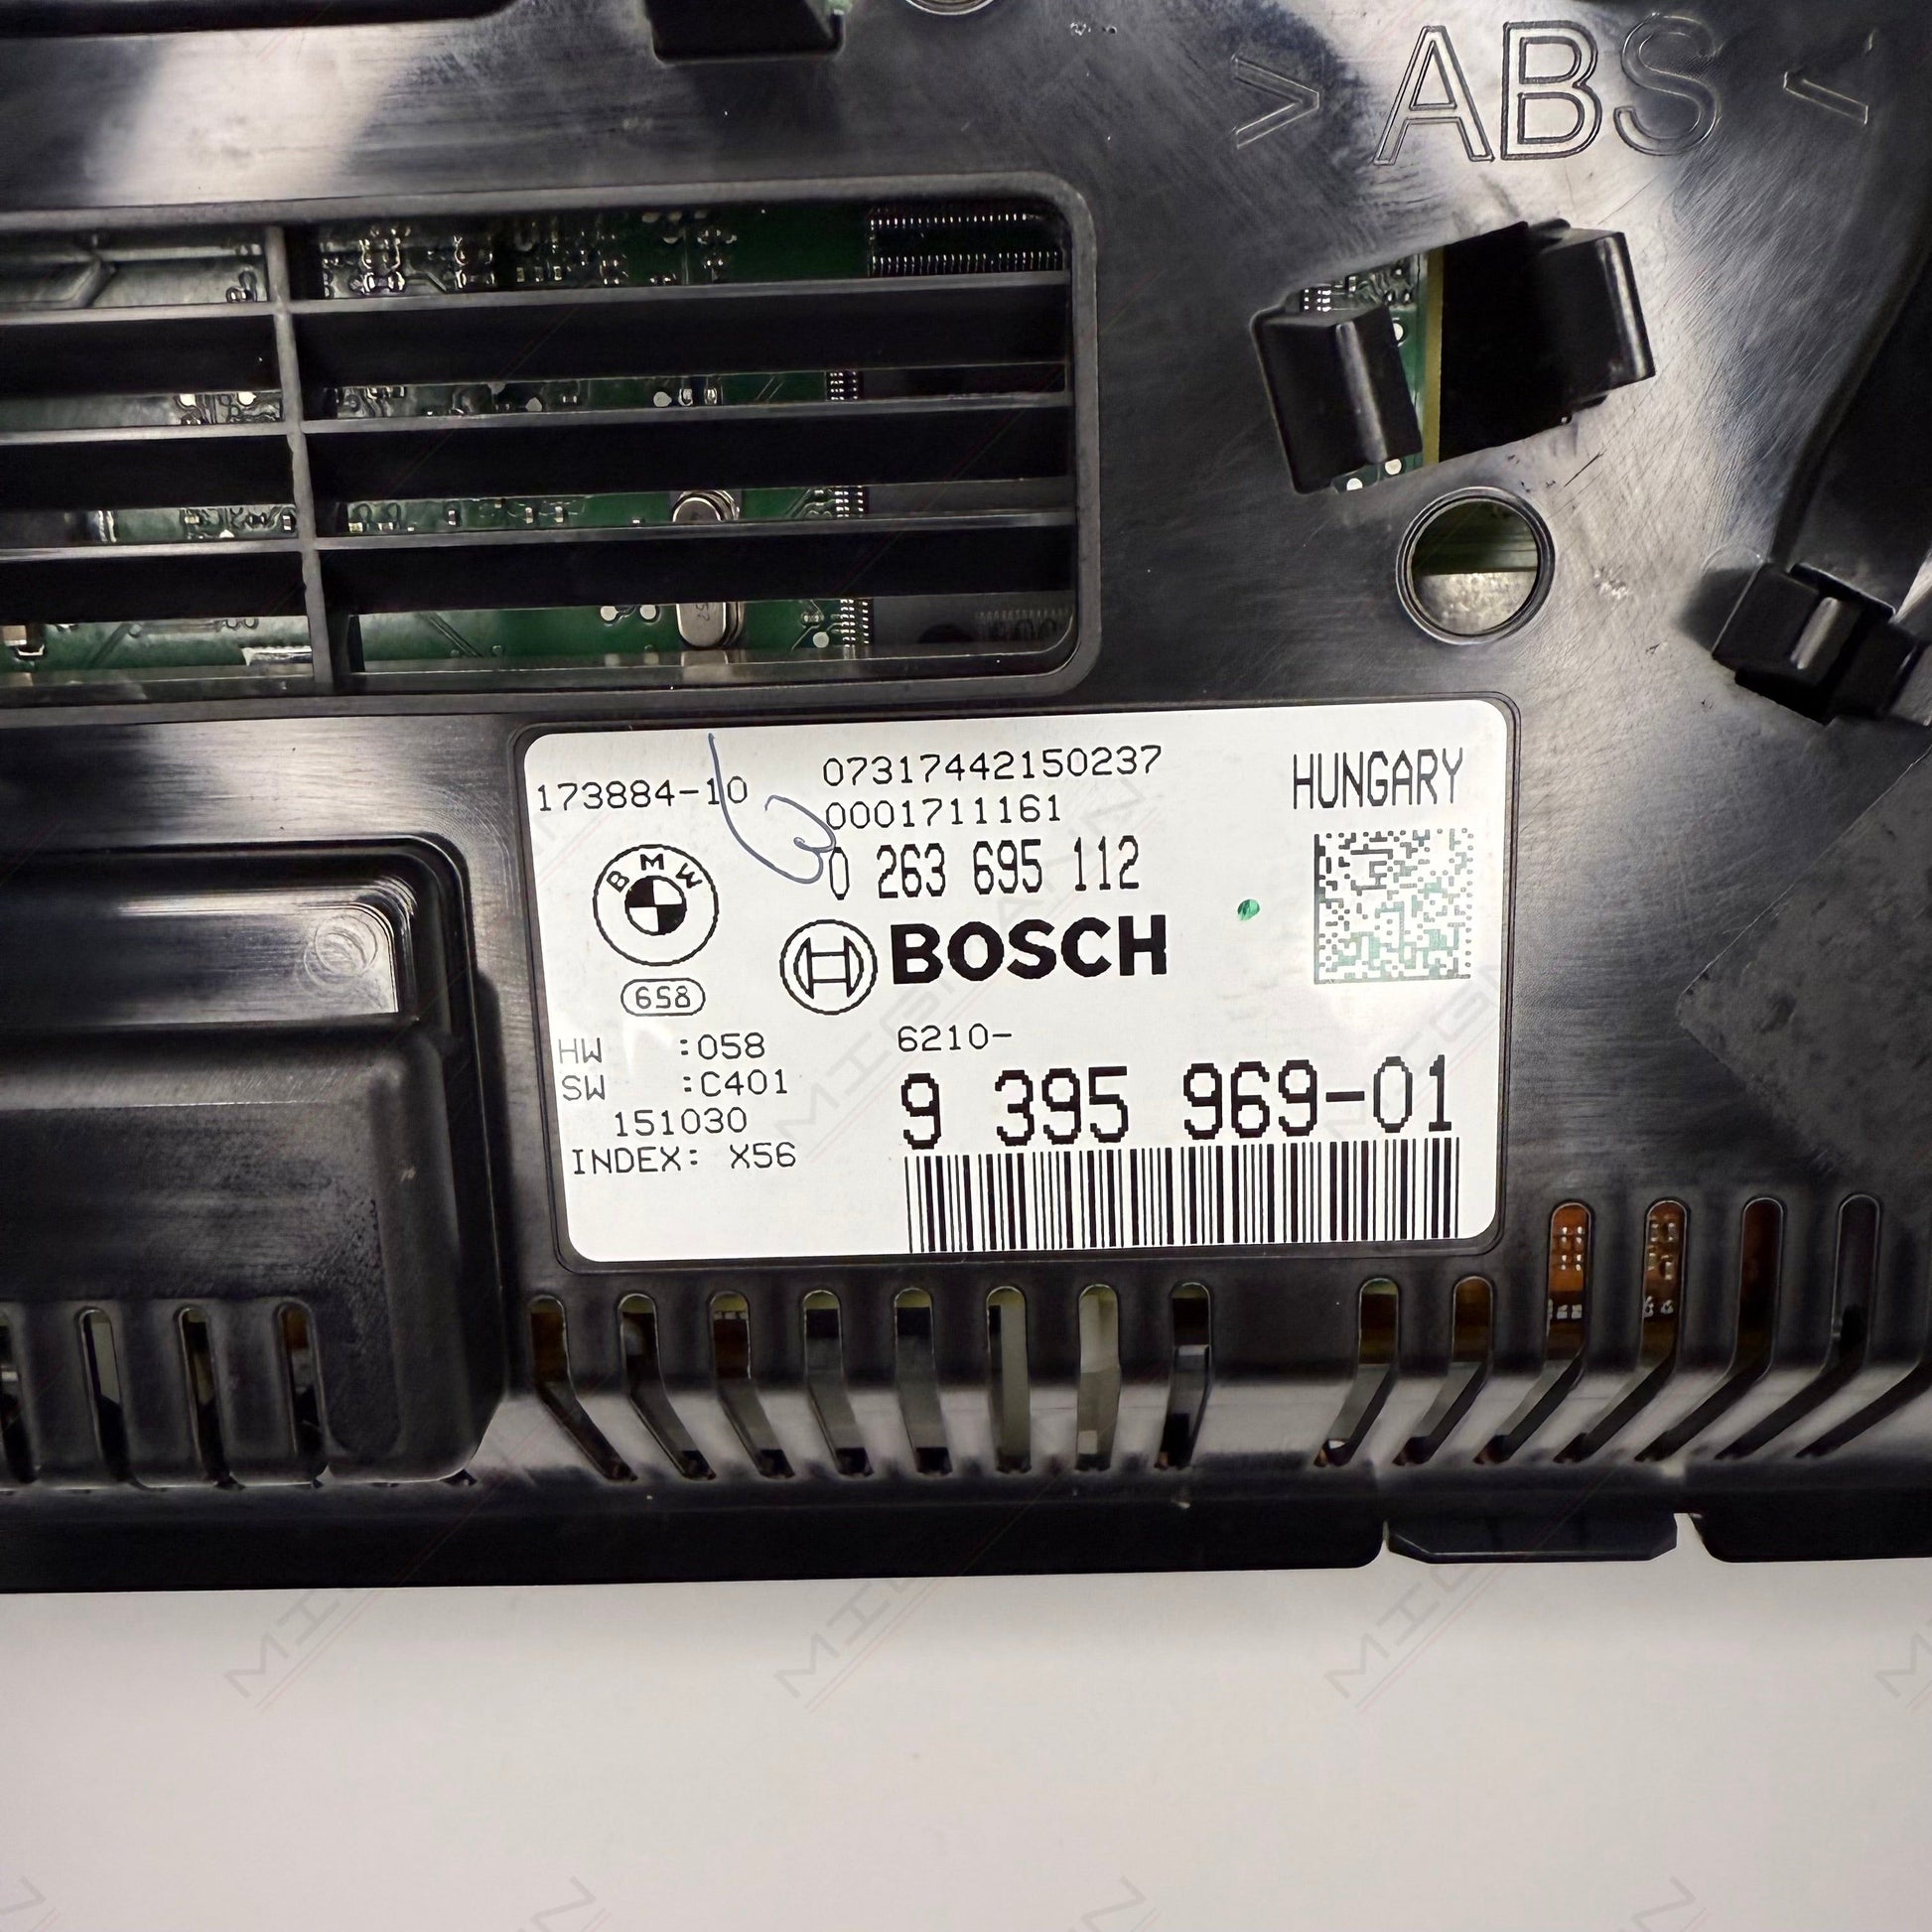 > ABS <
173884-10
07317442150237
0001711161
0 263 695 112
HUNGARY
BMW
BOSCH
658
HW :058
SW :C401
151030
INDEX: X56
6210-
9 395 969-01